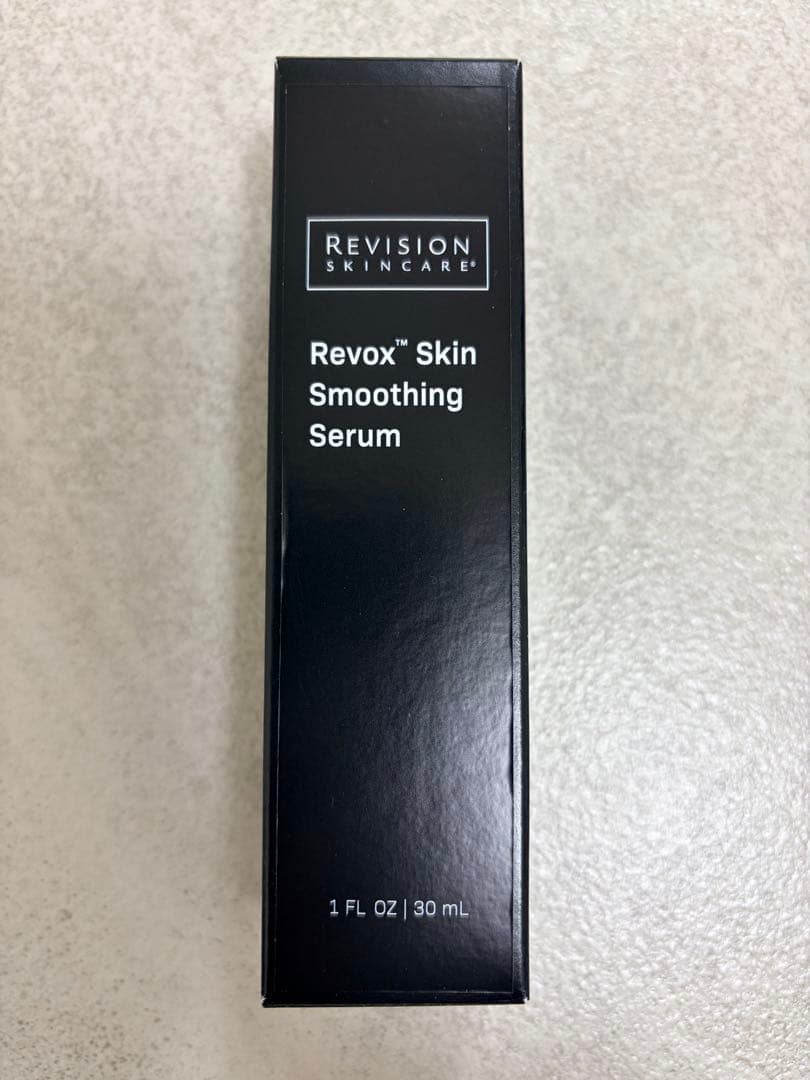 REVISION
SKINCARE®
Revox™ Skin
Smoothing
Serum
1 FL OZ | 30 mL